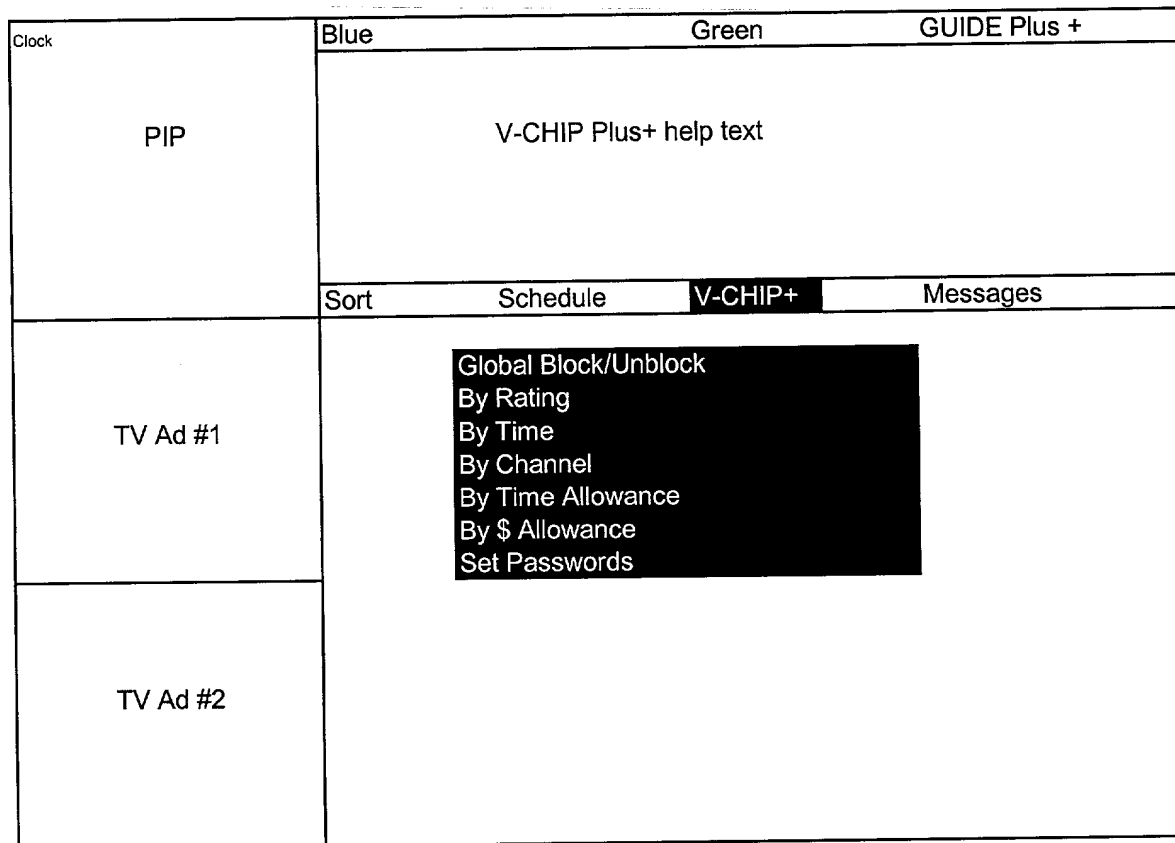 Clock
Blue Green GUIDE Plus +
PIP
V-CHIP Plus+ help text
Sort Schedule V-CHIP+ Messages
TV Ad #1
Global Block/Unblock
By Rating
By Time
By Channel
By Time Allowance
By $ Allowance
Set Passwords
TV Ad #2